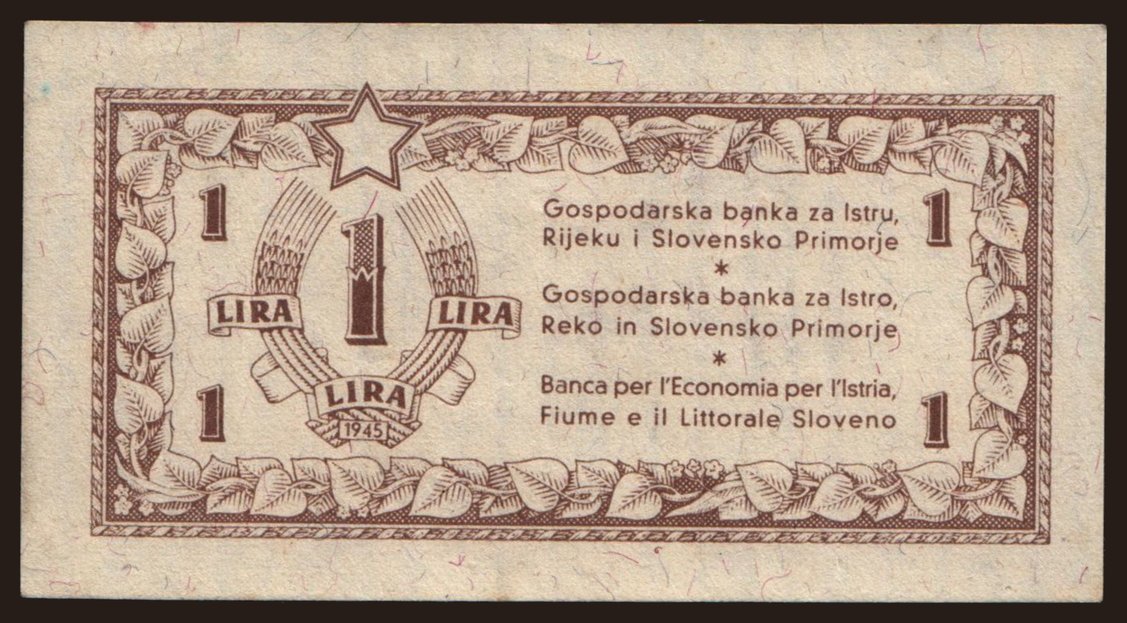 1
1
1
LIRA
LIRA
LIRA
1945
1
1
Gospodarska banka za Istru,
Rijeku i Slovensko Primorje
*
Gospodarska banka za Istro,
Reko in Slovensko Primorje
*
Banca per l'Economia per l'Istria,
Fiume e il Littorale Sloveno